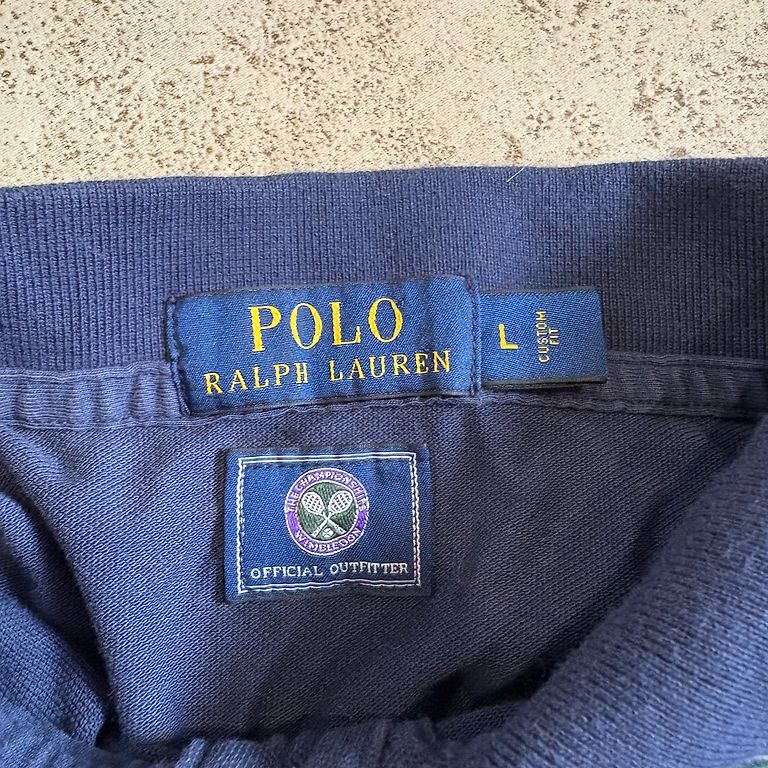 POLO
RALPH LAUREN
L
CUSTOM
FIT
THE CHAMPIONSHIPS
WIMBLEDON
OFFICIAL OUTFITTER